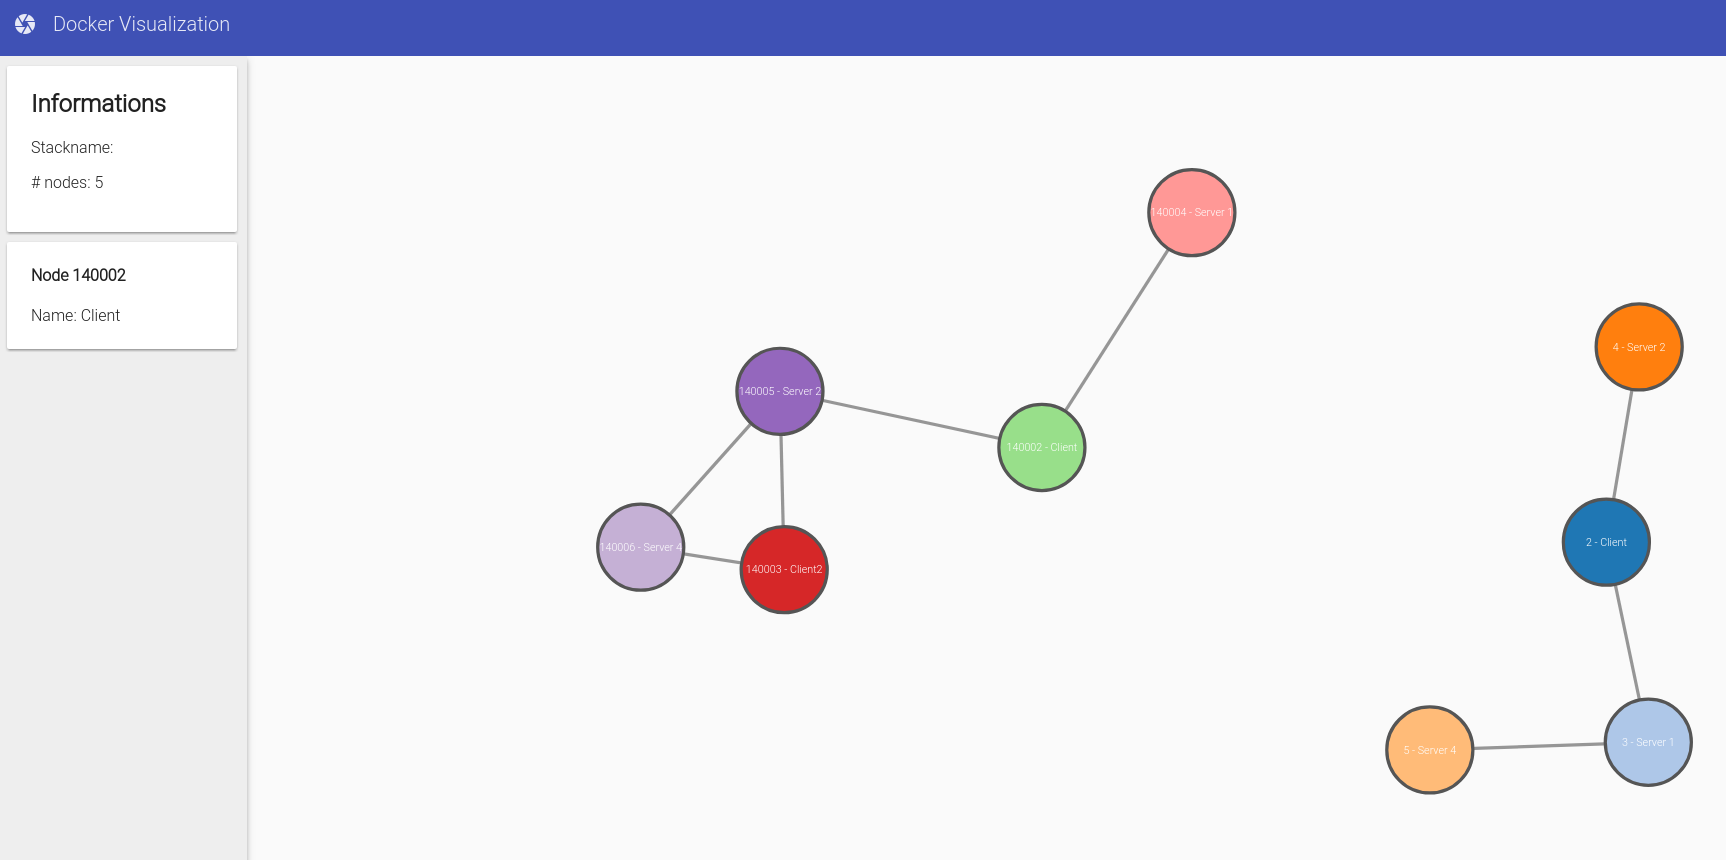 Docker Visualization
Informations
Stackname:
# nodes: 5
Node 140002
Name: Client
140004 - Server 1
4 - Server 2
140005 - Server 2
140002 - Client
2 - Client
140006 - Server 4
140003 - Client2
3 - Server 1
5 - Server 4